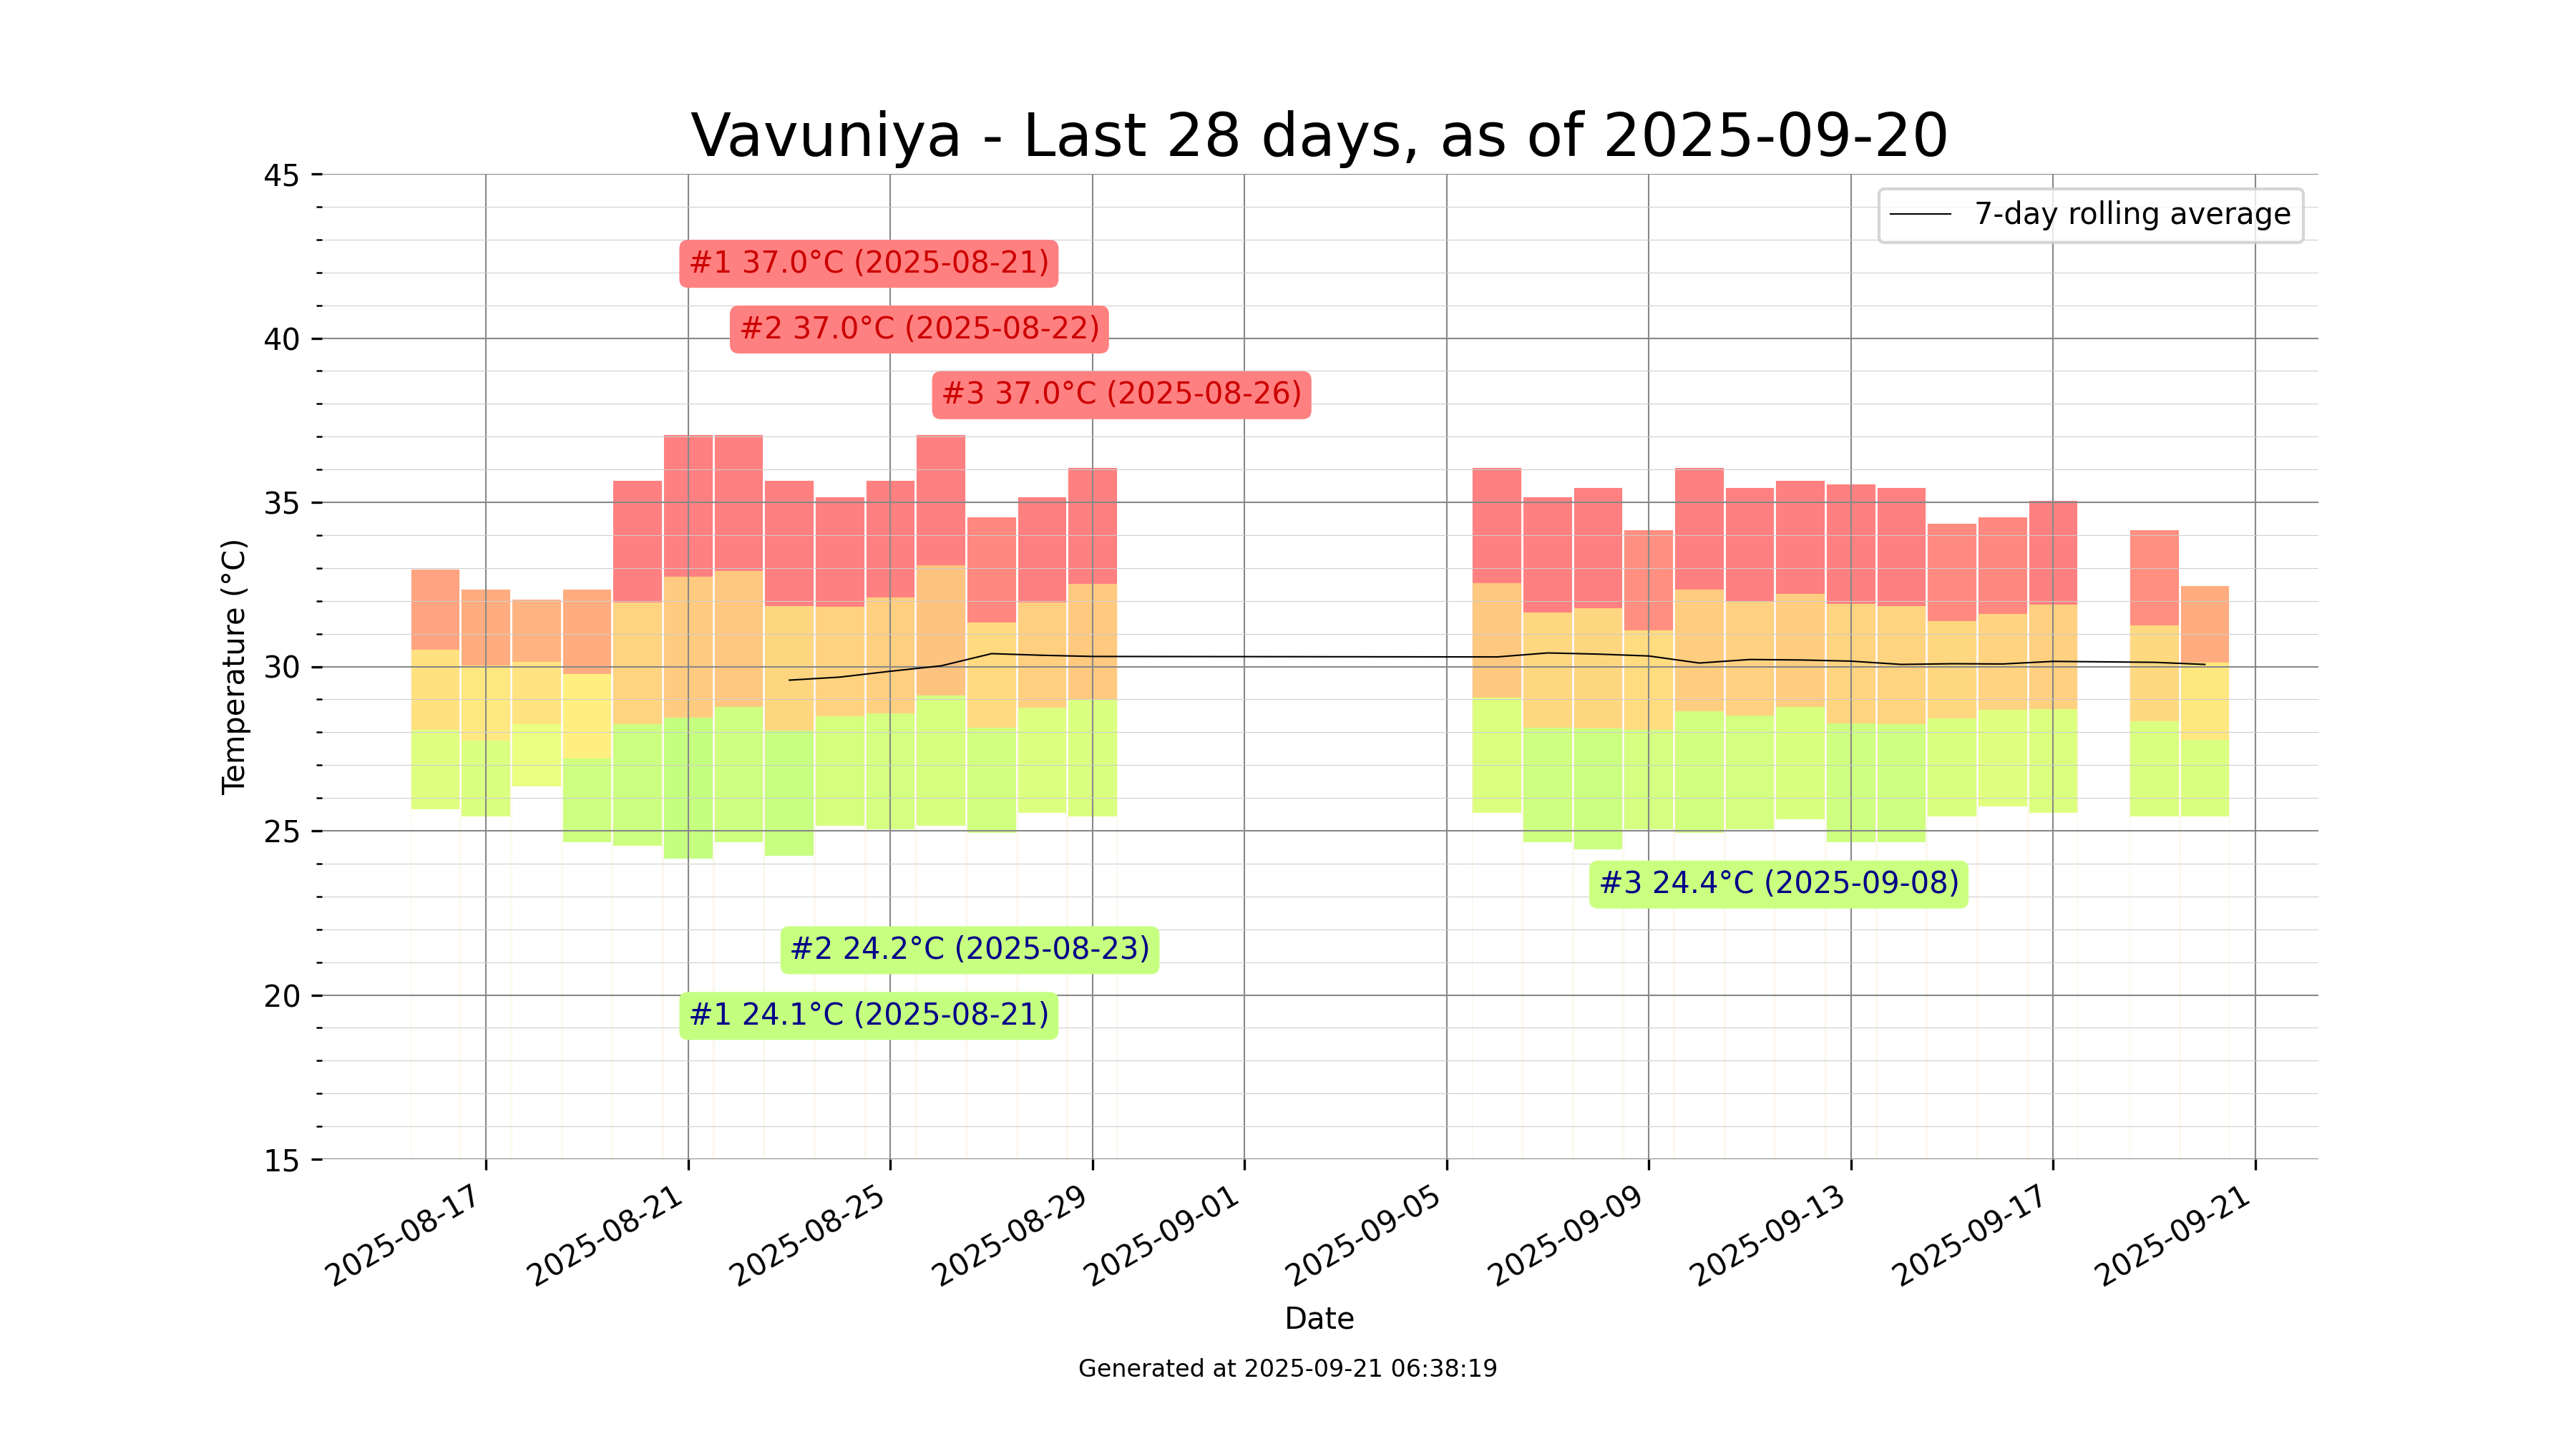 Vavuniya - Last 28 days, as of 2025-09-20
45
40
35
30
25
20
15
Temperature (°C)
7-day rolling average
#1 37.0°C (2025-08-21)
#2 37.0°C (2025-08-22)
#3 37.0°C (2025-08-26)
#3 24.4°C (2025-09-08)
#2 24.2°C (2025-08-23)
#1 24.1°C (2025-08-21)
2025-08-17
2025-08-21
2025-08-25
2025-08-29
2025-09-01
2025-09-05
2025-09-09
2025-09-13
2025-09-17
2025-09-21
Date
Generated at 2025-09-21 06:38:19